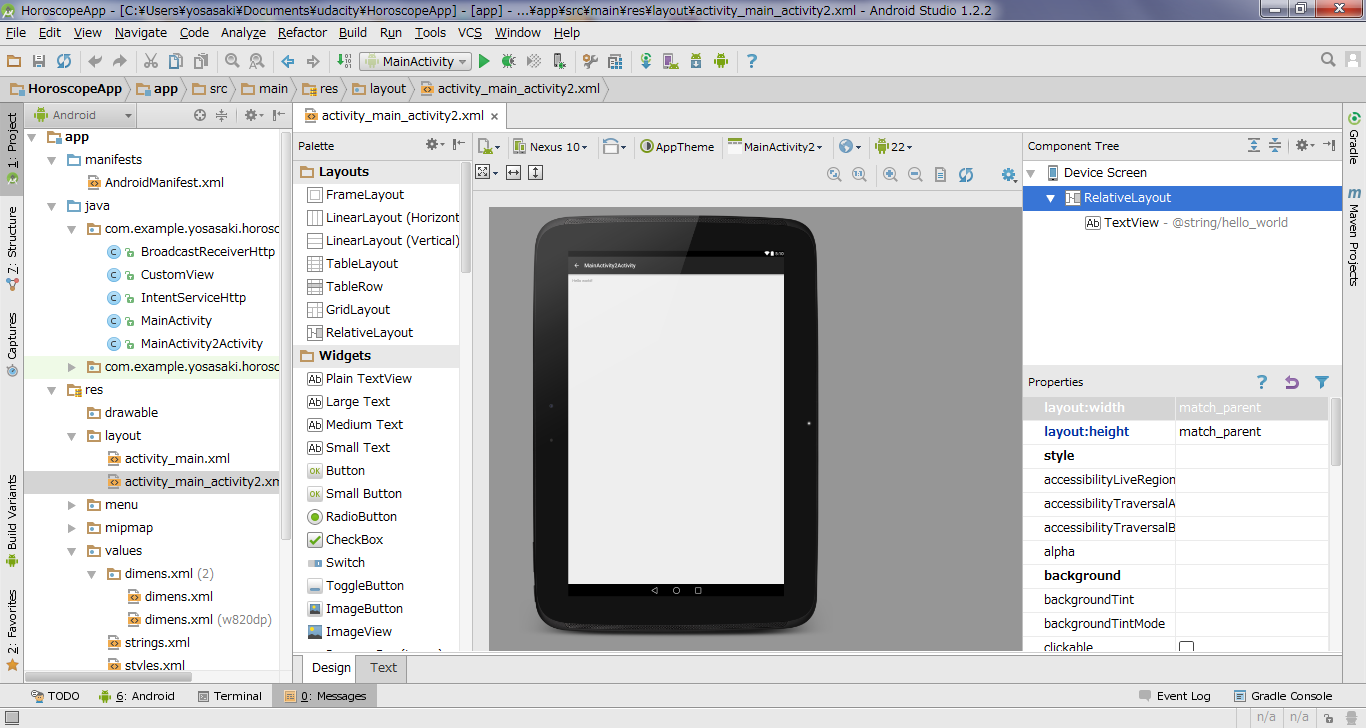 HoroscopeApp - [C:¥Users¥yosasaki¥Documents¥udacity¥HoroscopeApp] - [app] - ...¥app¥src¥main¥res¥layout¥activity_main_activity2.xml - Android Studio 1.2.2
File Edit View Navigate Code Analyze Refactor Build Run Tools VCS Window Help
MainActivity
HoroscopeApp app src main res layout activity_main_activity2.xml
1: Project
7: Structure
Captures
Build Variants
2: Favorites
Android
app
manifests
AndroidManifest.xml
java
com.example.yosasaki.horosc
BroadcastReceiverHttp
CustomView
IntentServiceHttp
MainActivity
MainActivity2Activity
com.example.yosasaki.horosc
res
drawable
layout
activity_main.xml
activity_main_activity2.xm
menu
mipmap
values
dimens.xml (2)
dimens.xml
dimens.xml (w820dp)
strings.xml
styles.xml
activity_main_activity2.xml
Palette
Layouts
FrameLayout
LinearLayout (Horizont
LinearLayout (Vertical)
TableLayout
TableRow
GridLayout
RelativeLayout
Widgets
Plain TextView
Large Text
Medium Text
Small Text
Button
Small Button
RadioButton
CheckBox
Switch
ToggleButton
ImageButton
ImageView
Nexus 10 AppTheme MainActivity2 22
MainActivity2Activity
Hello world!
Design Text
Component Tree
Device Screen
RelativeLayout
TextView - @string/hello_world
Properties
layout:width match_parent
layout:height match_parent
style
accessibilityLiveRegion
accessibilityTraversalA
accessibilityTraversalB
alpha
background
backgroundTint
backgroundTintMode
clickable
Gradle
Maven Projects
TODO 6: Android Terminal 0: Messages Event Log Gradle Console
n/a n/a